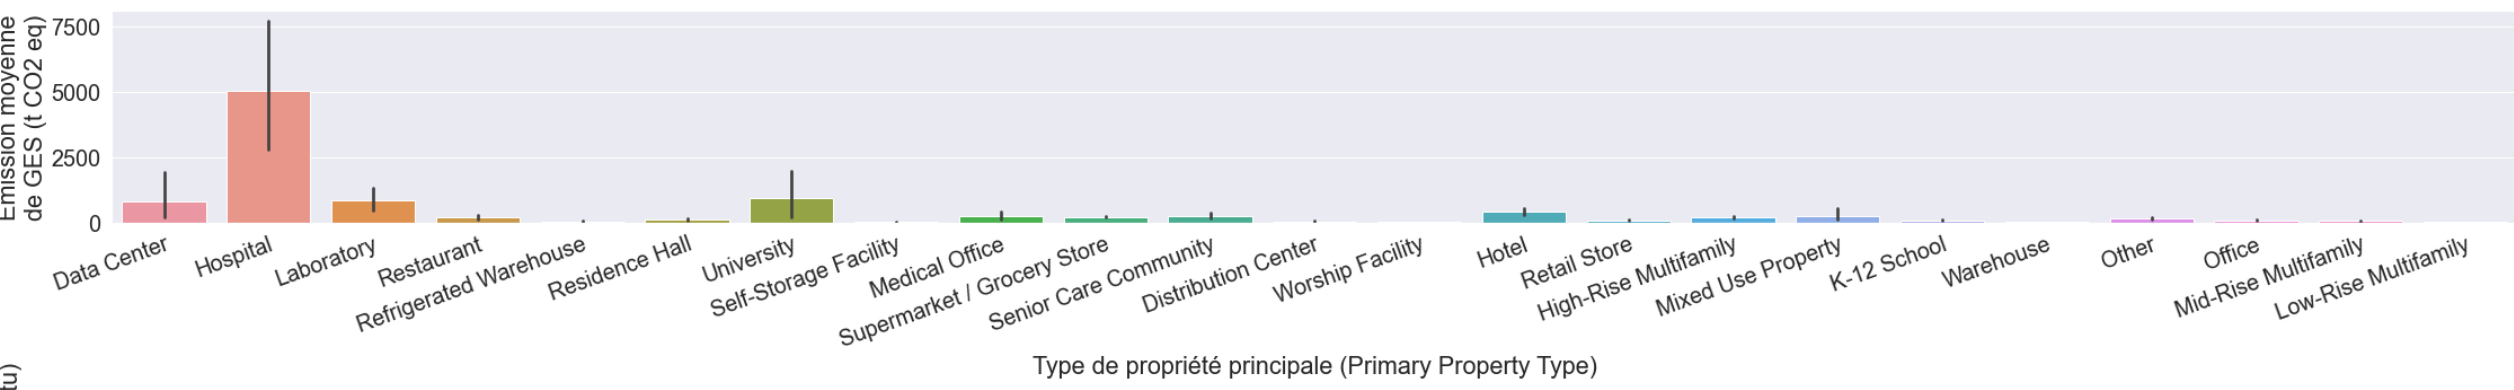 Emission moyenne
de GES (t CO2 eq)
7500
5000
2500
0
Data Center
Hospital
Laboratory
Restaurant
Refrigerated Warehouse
Residence Hall
University
Self-Storage Facility
Medical Office
Supermarket / Grocery Store
Senior Care Community
Distribution Center
Worship Facility
Hotel
Retail Store
High-Rise Multifamily
Mixed Use Property
K-12 School
Warehouse
Other
Office
Mid-Rise Multifamily
Low-Rise Multifamily
Type de propriété principale (Primary Property Type)
tu)